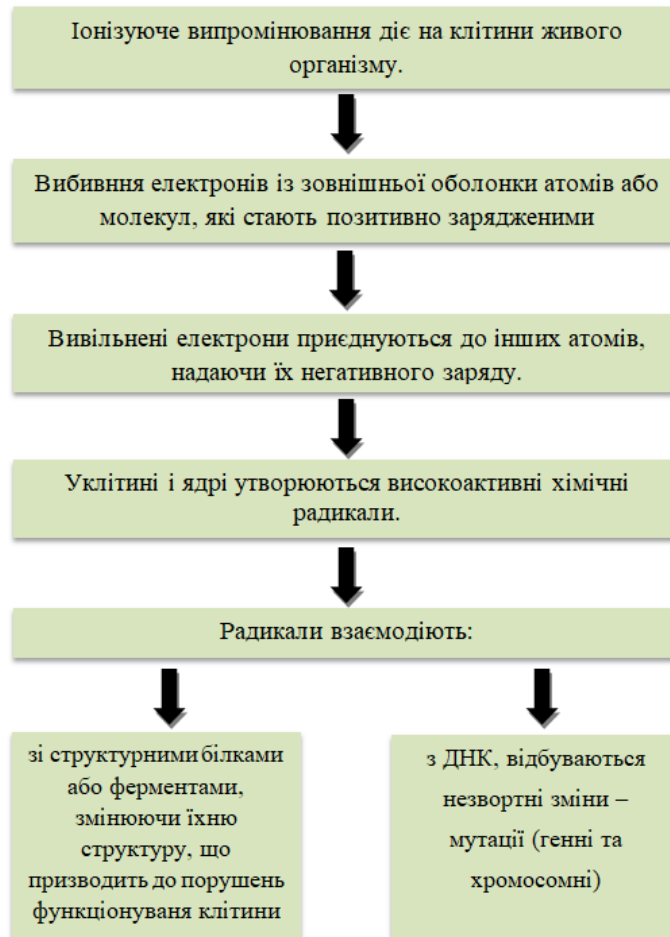 Іонізуюче випромінювання діє на клітини живого
організму.
Вибивння електронів із зовнішньої оболонки атомів або
молекул, які стають позитивно зарядженими
Вивільнені електрони приєднуються до інших атомів,
надаючи їх негативного заряду.
Уклітині і ядрі утворюються високоактивні хімічні
радикали.
Радикали взаємодіють:
зі структурними білками
або ферментами,
змінюючи їхню
структуру, що
призводить до порушень
функціонуваня клітини
з ДНК, відбуваються
незвортні зміни –
мутації (генні та
хромосомні)